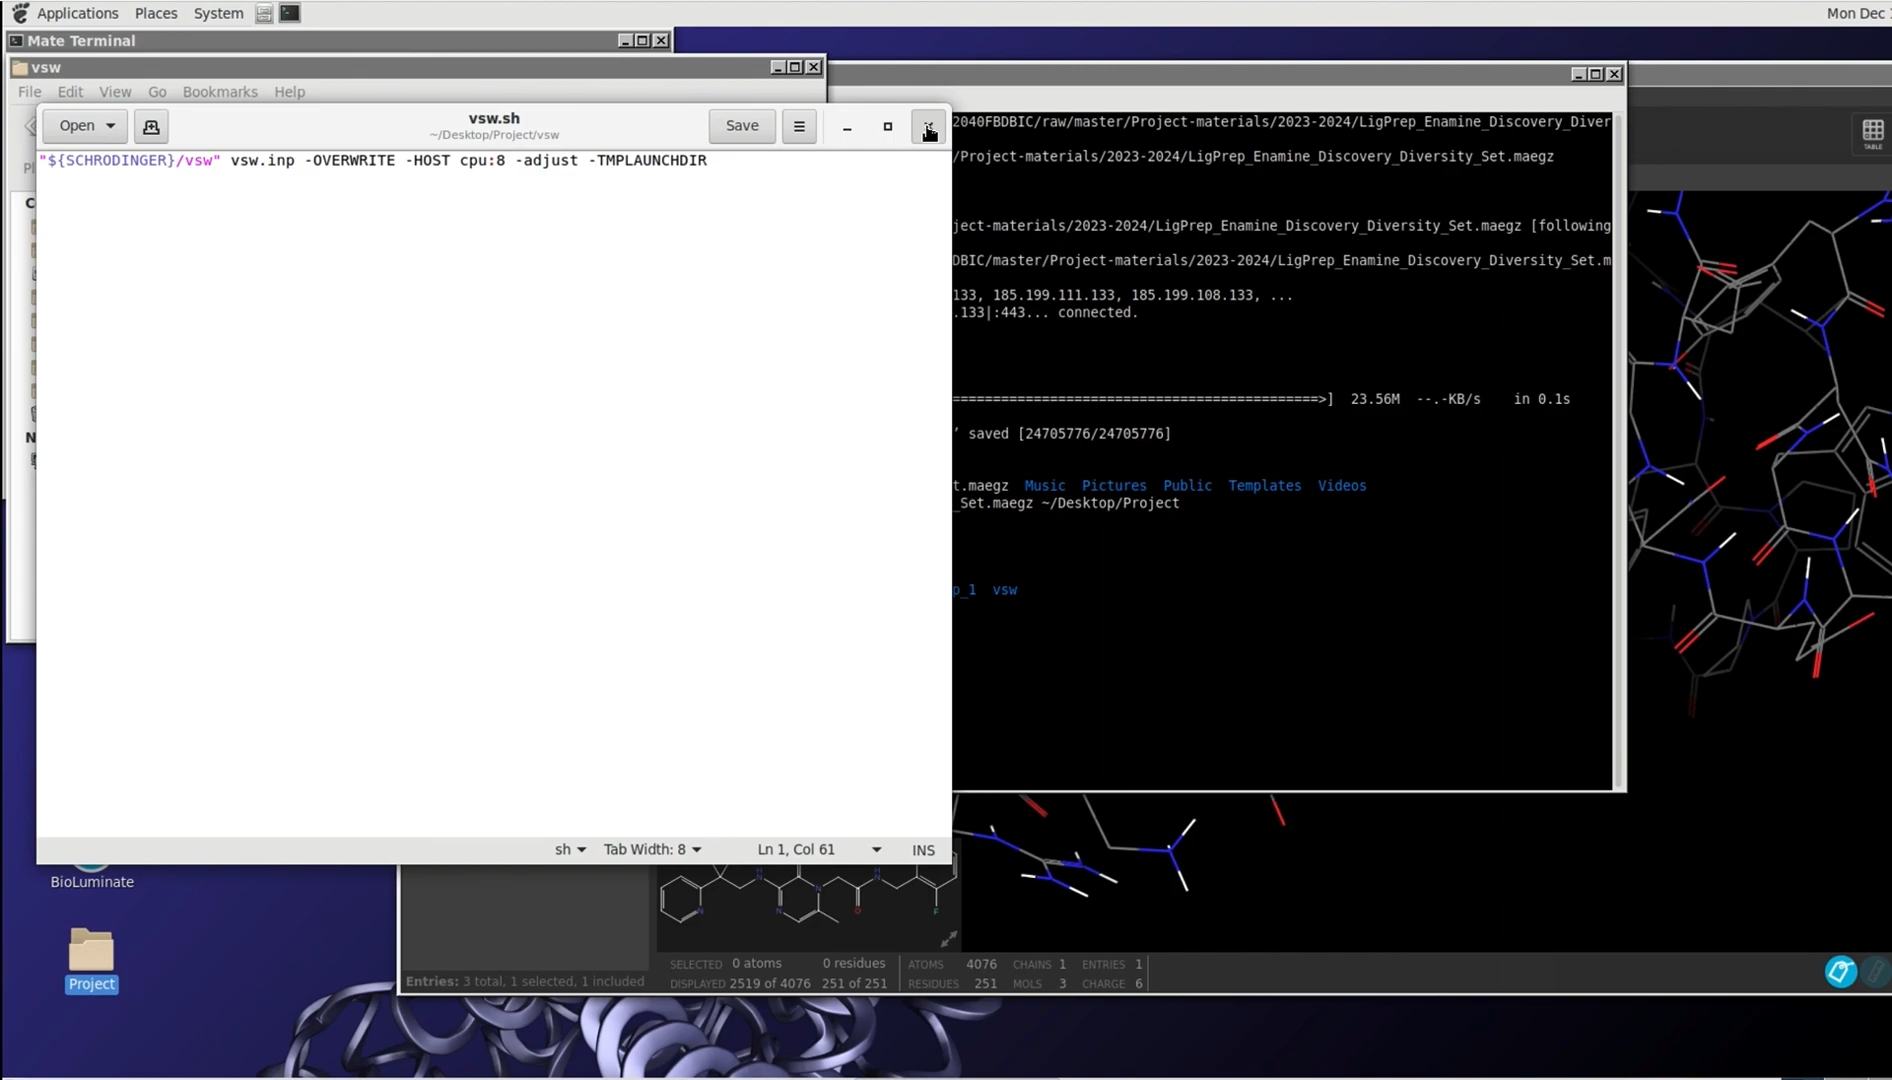 Applications Places System
Mon Dec
Mate Terminal
vsw
File Edit View Go Bookmarks Help
Open
vsw.sh
~/Desktop/Project/vsw
Save
"${SCHRODINGER}/vsw" vsw.inp -OVERWRITE -HOST cpu:8 -adjust -TMPLAUNCHDIR
sh Tab Width: 8 Ln 1, Col 61 INS
2040FBDBIC/raw/master/Project-materials/2023-2024/LigPrep_Enamine_Discovery_Diver
/Project-materials/2023-2024/LigPrep_Enamine_Discovery_Diversity_Set.maegz
ject-materials/2023-2024/LigPrep_Enamine_Discovery_Diversity_Set.maegz [following
DBIC/master/Project-materials/2023-2024/LigPrep_Enamine_Discovery_Diversity_Set.m
133, 185.199.111.133, 185.199.108.133, ...
.133|:443... connected.
====================================================>] 23.56M --.-KB/s in 0.1s
’ saved [24705776/24705776]
t.maegz Music Pictures Public Templates Videos
_Set.maegz ~/Desktop/Project
p_1 vsw
TABLE
BioLuminate
Project
Entries: 3 total, 1 selected, 1 included
SELECTED 0 atoms 0 residues ATOMS 4076 CHAINS 1 ENTRIES 1
DISPLAYED 2519 of 4076 251 of 251 RESIDUES 251 MOLS 3 CHARGE 6